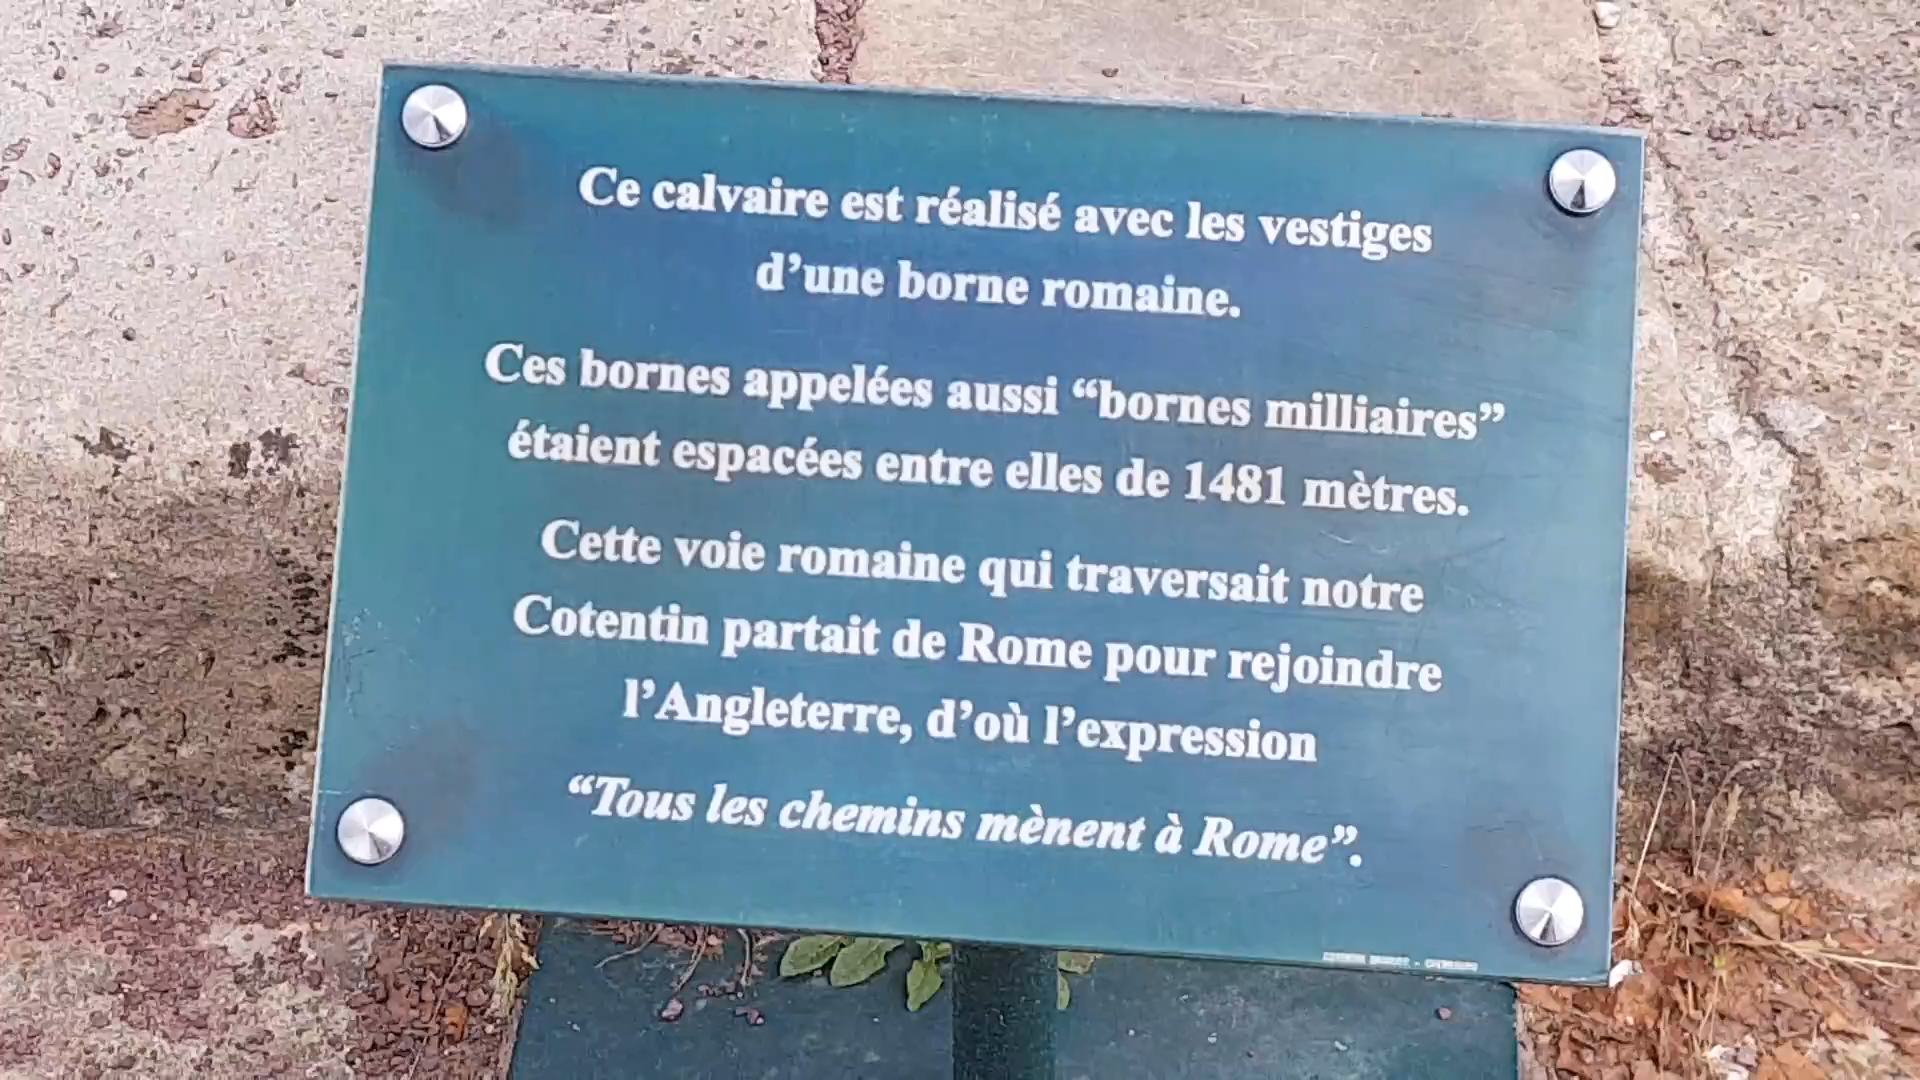 Ce calvaire est réalisé avec les vestiges
d’une borne romaine.
Ces bornes appelées aussi “bornes milliaires”
étaient espacées entre elles de 1481 mètres.
Cette voie romaine qui traversait notre
Cotentin partait de Rome pour rejoindre
l’Angleterre, d’où l’expression
“Tous les chemins mènent à Rome”.